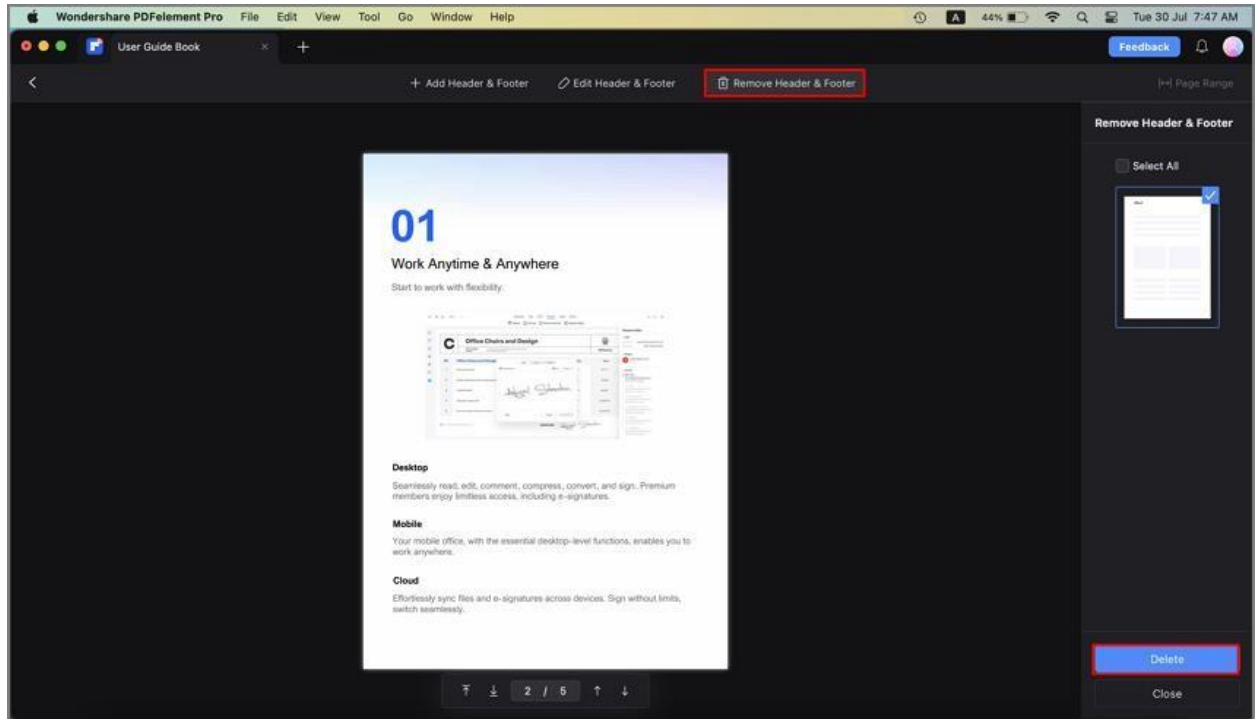 Wondershare PDFelement Pro File Edit View Tool Go Window Help A 44% Tue 30 Jul 7:47 AM
User Guide Book × + Feedback
+ Add Header & Footer Edit Header & Footer Remove Header & Footer Page Range
Remove Header & Footer
Select All
01
Work Anytime & Anywhere
Start to work with flexibility.
C Office Chairs and Design
Desktop
Seamlessly read, edit, comment, compress, convert, and sign. Premium
members enjoy limitless access, including e-signatures.
Mobile
Your mobile office, with the essential desktop-level functions, enables you to
work anywhere.
Cloud
Effortlessly sync files and e-signatures across devices. Sign without limits,
switch seamlessly.
2 / 5
Delete
Close